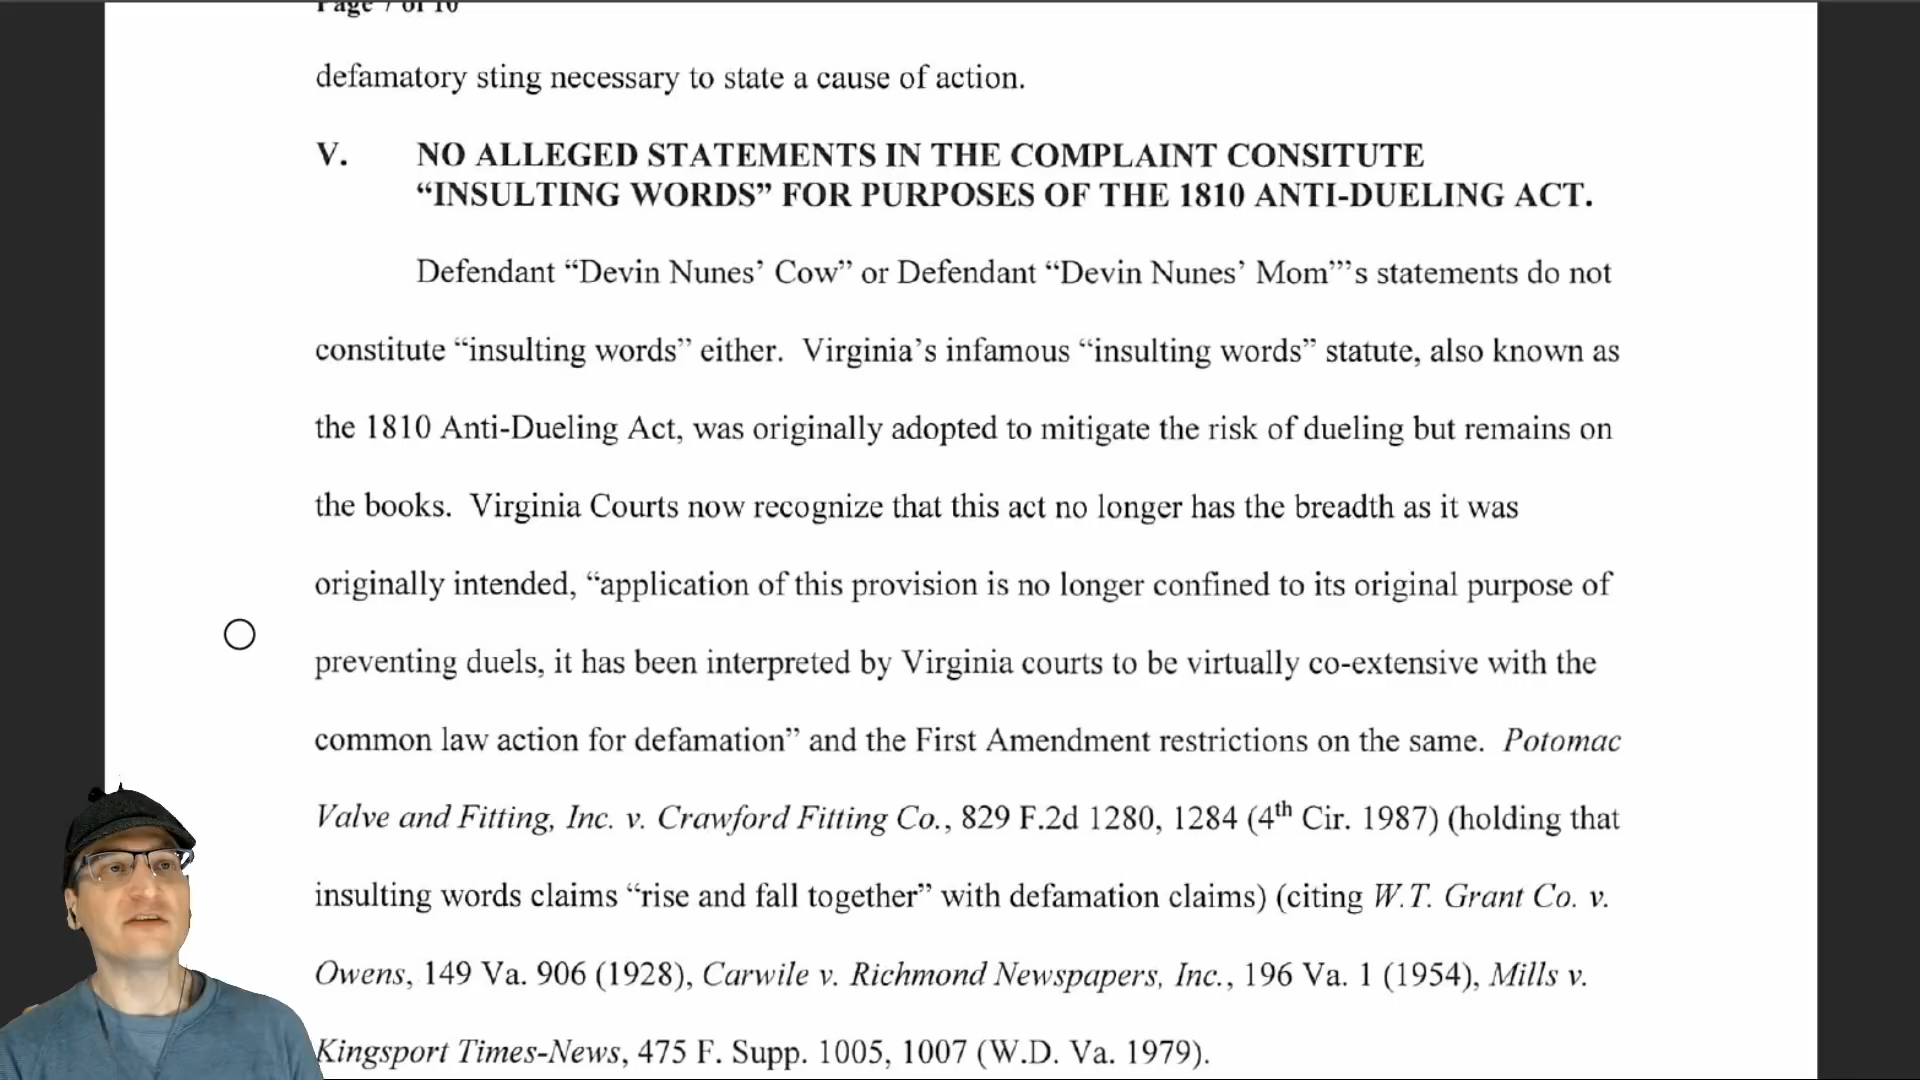 Page 7 of 10
defamatory sting necessary to state a cause of action.
V. NO ALLEGED STATEMENTS IN THE COMPLAINT CONSITUTE
“INSULTING WORDS” FOR PURPOSES OF THE 1810 ANTI-DUELING ACT.
Defendant “Devin Nunes’ Cow” or Defendant “Devin Nunes’ Mom”’s statements do not
constitute “insulting words” either. Virginia’s infamous “insulting words” statute, also known as
the 1810 Anti-Dueling Act, was originally adopted to mitigate the risk of dueling but remains on
the books. Virginia Courts now recognize that this act no longer has the breadth as it was
originally intended, “application of this provision is no longer confined to its original purpose of
preventing duels, it has been interpreted by Virginia courts to be virtually co-extensive with the
common law action for defamation” and the First Amendment restrictions on the same. Potomac
Valve and Fitting, Inc. v. Crawford Fitting Co., 829 F.2d 1280, 1284 (4th Cir. 1987) (holding that
insulting words claims “rise and fall together” with defamation claims) (citing W.T. Grant Co. v.
Owens, 149 Va. 906 (1928), Carwile v. Richmond Newspapers, Inc., 196 Va. 1 (1954), Mills v.
Kingsport Times-News, 475 F. Supp. 1005, 1007 (W.D. Va. 1979).